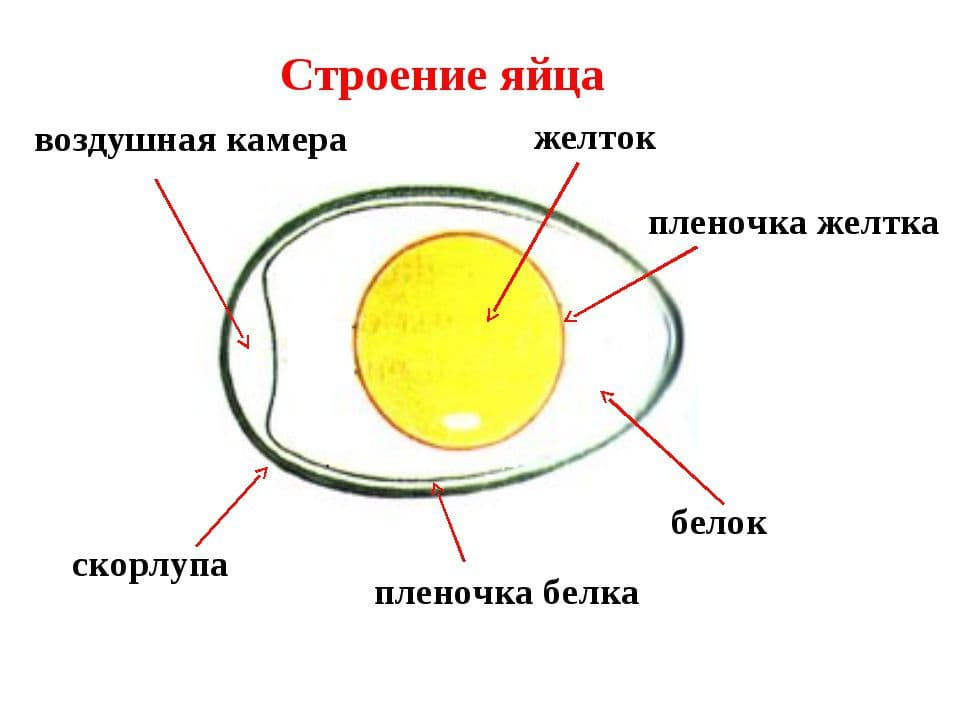 Строение яйца
воздушная камера
желток
пленочка желтка
белок
скорлупа
пленочка белка